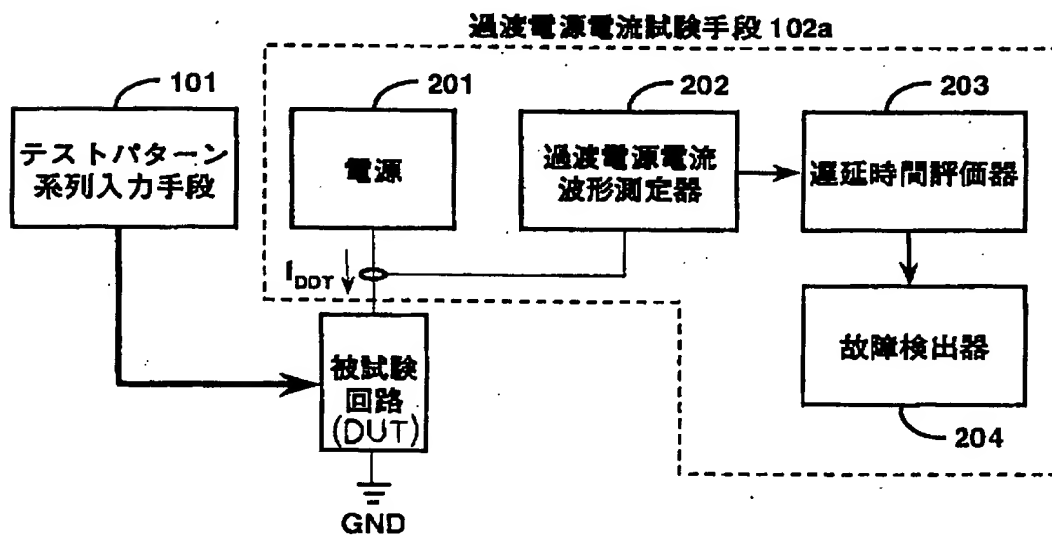 過渡電源電流試験手段 102a
101
テストパターン
系列入力手段
201
電源
202
過渡電源電流
波形測定器
203
遅延時間評価器
IDDT
故障検出器
204
被試験
回路
(DUT)
GND